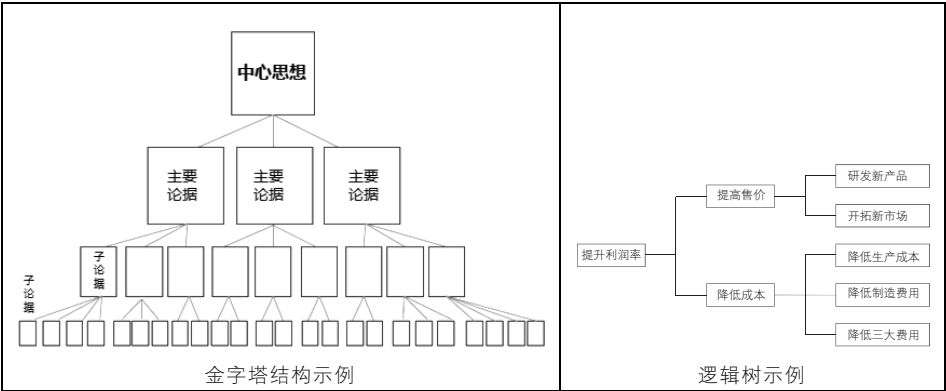 中心思想
主要
论据
主要
论据
主要
论据
子
论
据
子
论
据
金字塔结构示例
提升利润率
提高售价
降低成本
研发新产品
开拓新市场
降低生产成本
降低制造费用
降低三大费用
逻辑树示例